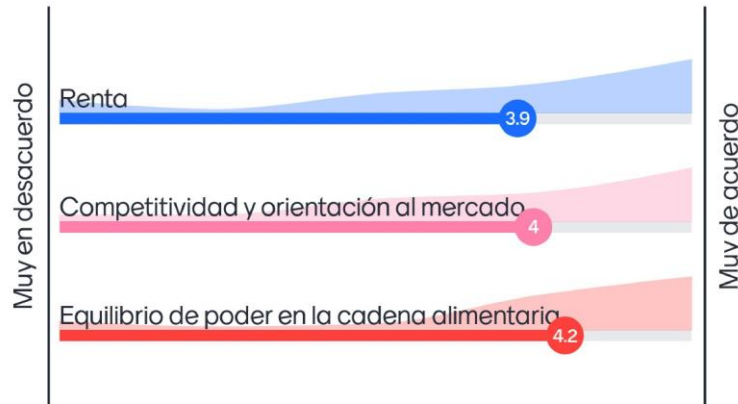 Muy en desacuerdo
Renta
3.9
Competitividad y orientación al mercado
4
Equilibrio de poder en la cadena alimentaria
4.2
Muy de acuerdo